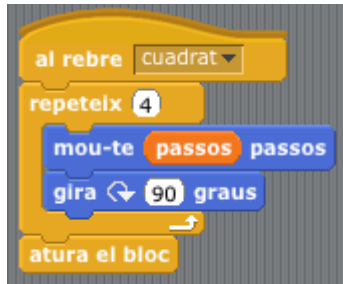 al rebre cuadrat
repeteix 4
mou-te passos passos
gira 90 graus
atura el bloc